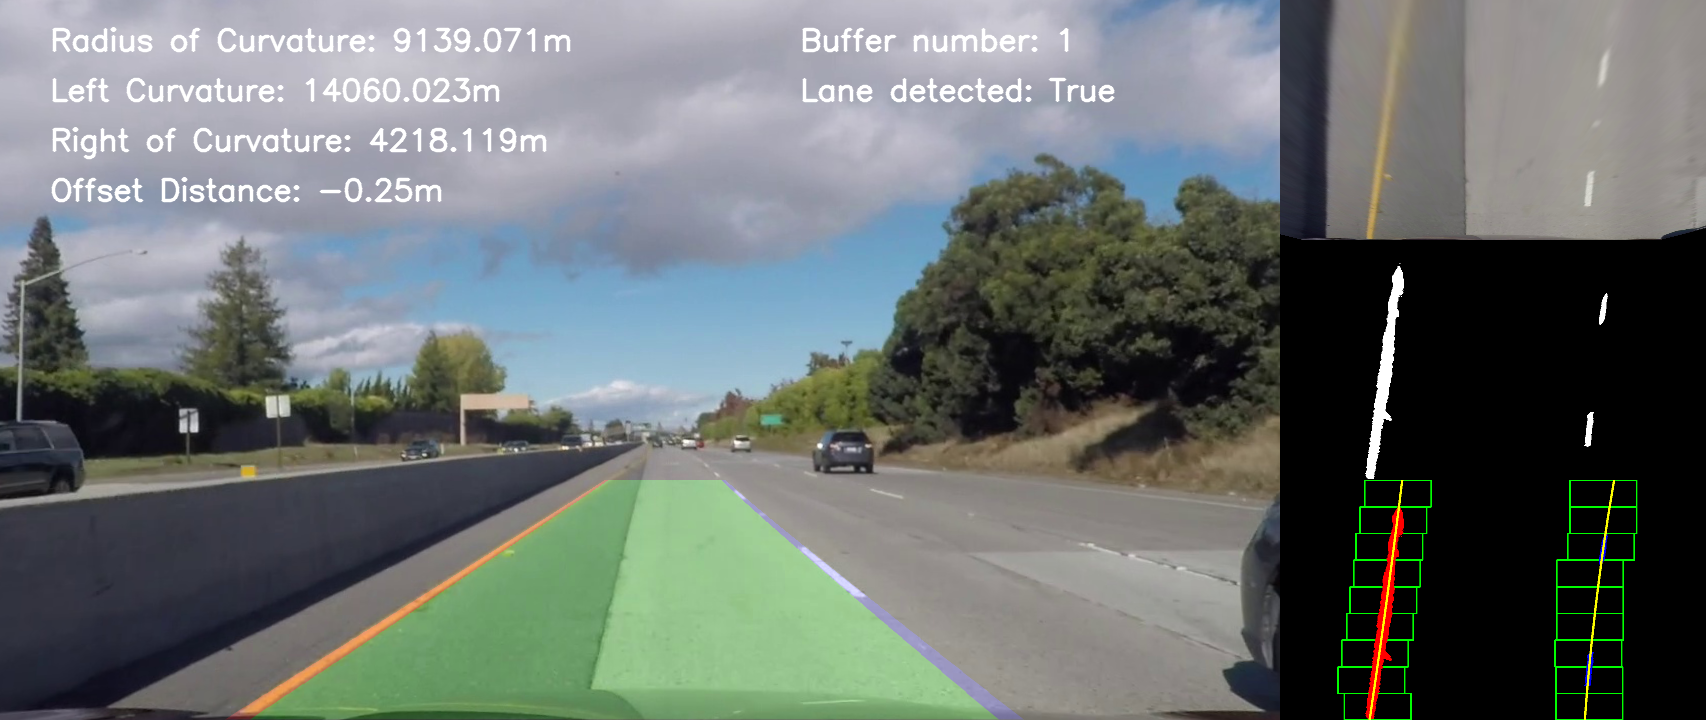 Radius of Curvature: 9139.071m
Left Curvature: 14060.023m
Right of Curvature: 4218.119m
Offset Distance: -0.25m
Buffer number: 1
Lane detected: True